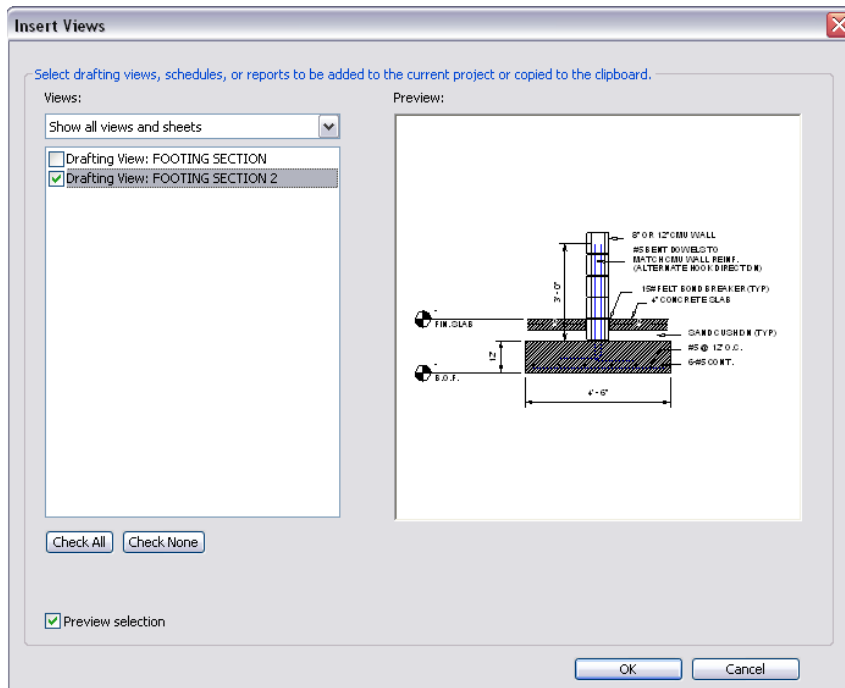 Insert Views
Select drafting views, schedules, or reports to be added to the current project or copied to the clipboard.
Views:
Preview:
Show all views and sheets
Drafting View: FOOTING SECTION
Drafting View: FOOTING SECTION 2
8" OR 12" CMU WALL
#5 BENT DOWELS TO
MATCH CMU WALL REINF.
(ALTERNATE HOOK DIRECTION)
3' - 0"
15# FELT BOND BREAKER (TYP)
4" CONCRETE SLAB
FIN. SLAB
SAND CUSHION (TYP)
12"
#5 @ 12" O.C.
6-#5 CONT.
B.O.F.
4' - 6"
Check All
Check None
Preview selection
OK
Cancel